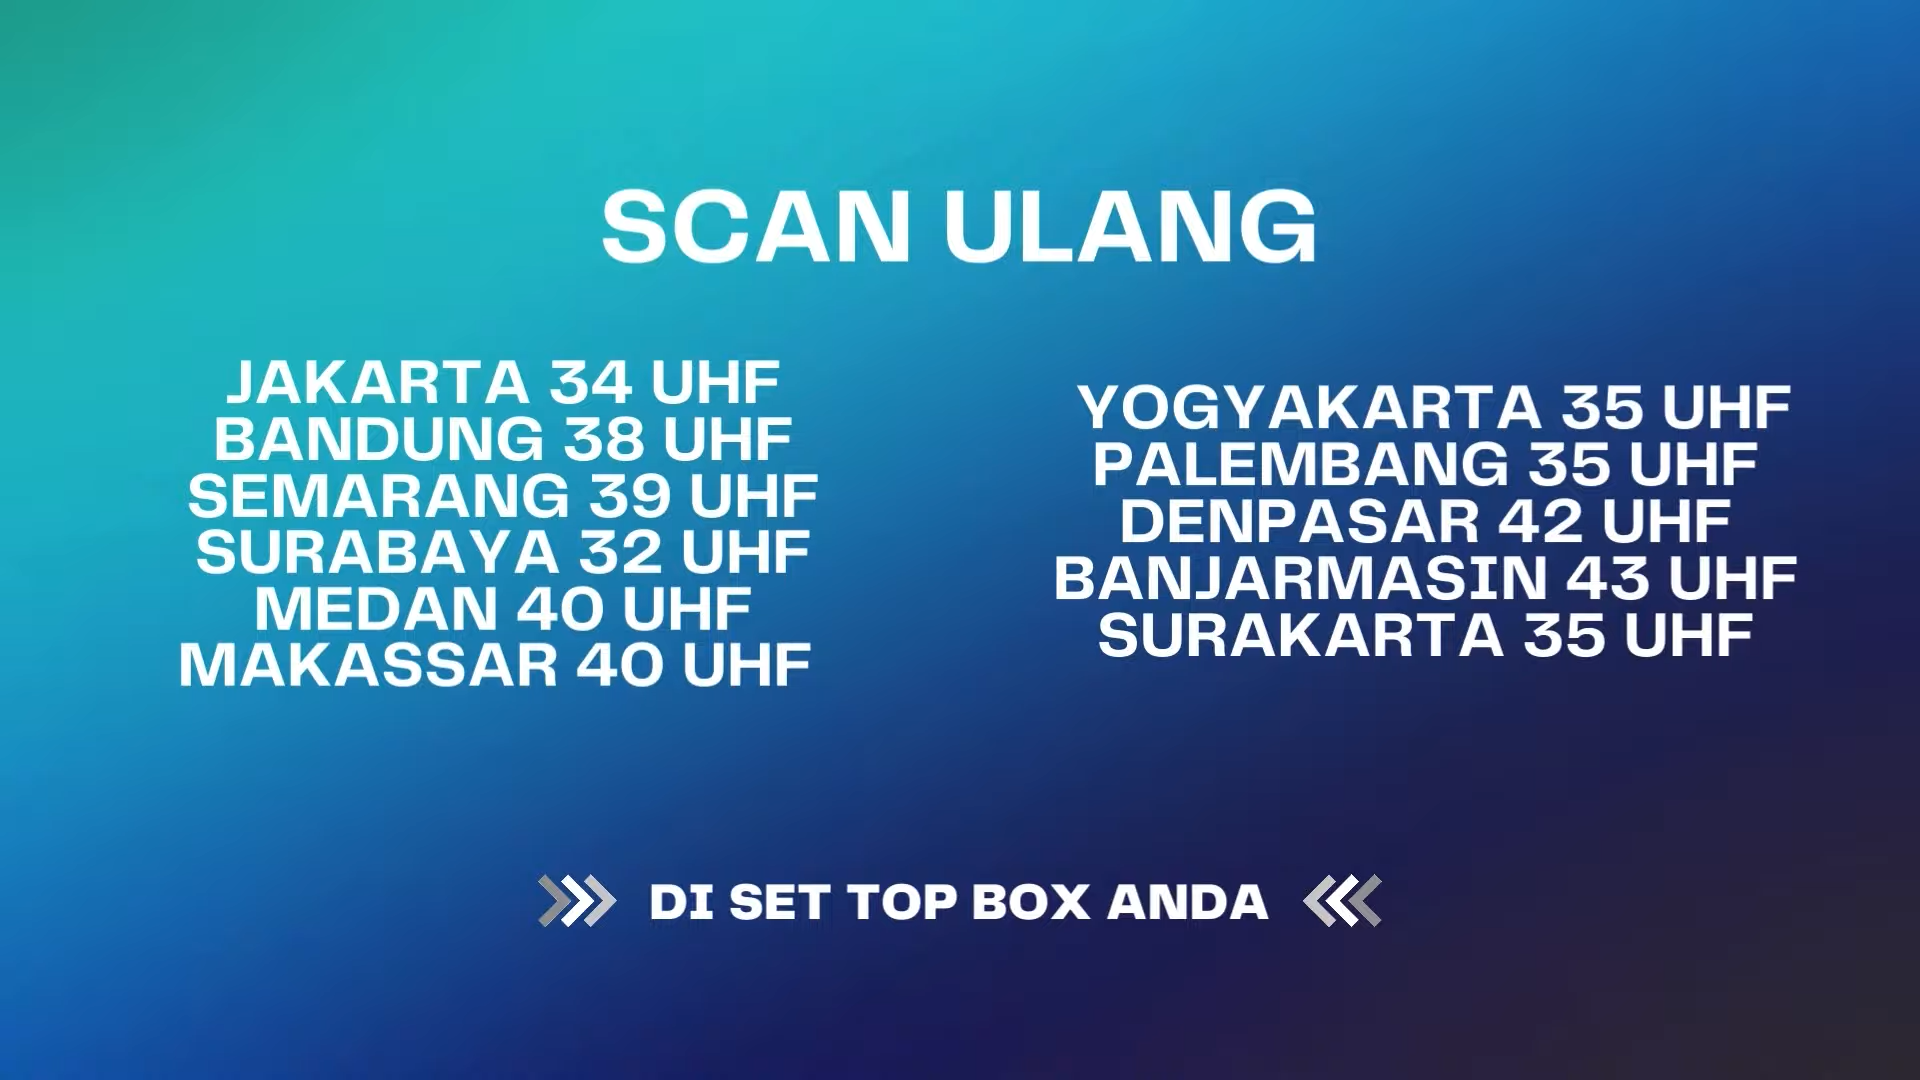 SCAN ULANG
JAKARTA 34 UHF
BANDUNG 38 UHF
SEMARANG 39 UHF
SURABAYA 32 UHF
MEDAN 40 UHF
MAKASSAR 40 UHF
YOGYAKARTA 35 UHF
PALEMBANG 35 UHF
DENPASAR 42 UHF
BANJARMASIN 43 UHF
SURAKARTA 35 UHF
DI SET TOP BOX ANDA